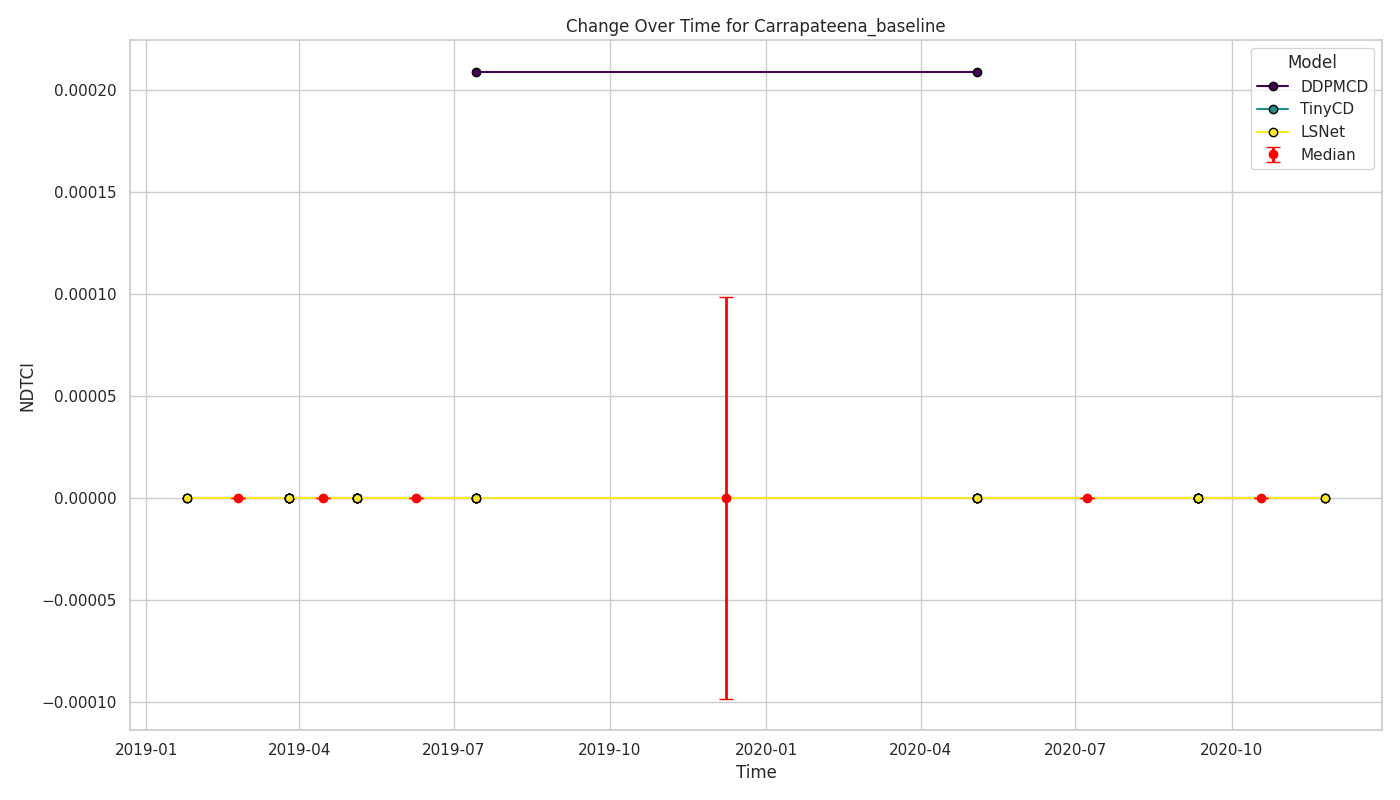 Change Over Time for Carrapateena_baseline
Model
DDPMCD
TinyCD
LSNet
Median
NDTCI
0.00020
0.00015
0.00010
0.00005
0.00000
−0.00005
−0.00010
2019-01 2019-04 2019-07 2019-10 2020-01 2020-04 2020-07 2020-10
Time